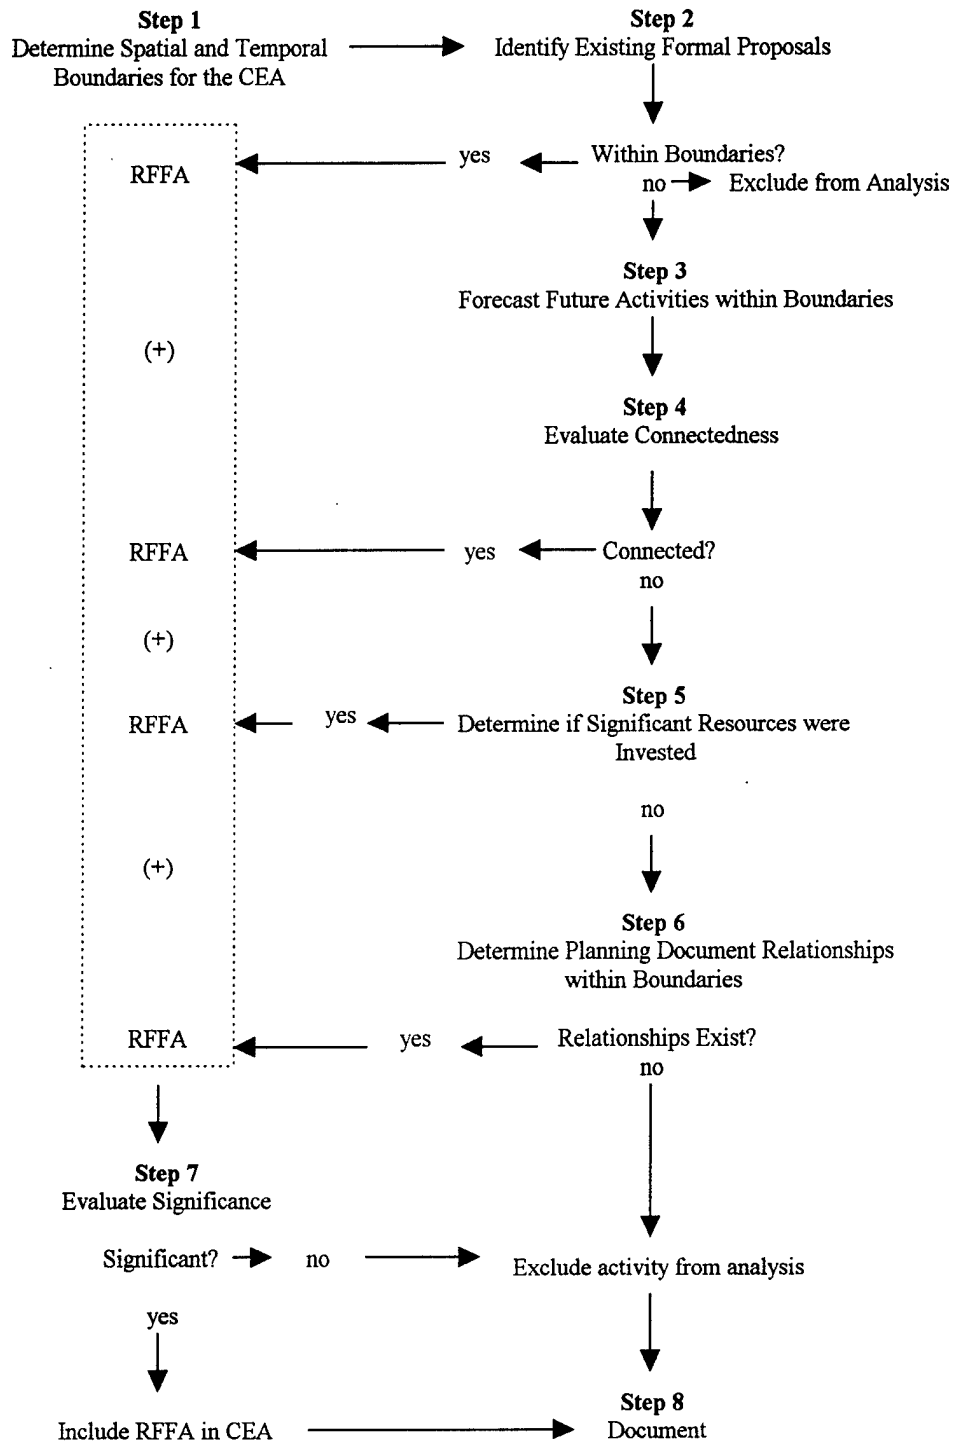 Step 1
Determine Spatial and Temporal
Boundaries for the CEA
Step 2
Identify Existing Formal Proposals
RFFA
yes
Within Boundaries?
no
Exclude from Analysis
Step 3
Forecast Future Activities within Boundaries
(+)
Step 4
Evaluate Connectedness
RFFA
yes
Connected?
no
(+)
Step 5
RFFA
yes
Determine if Significant Resources were
Invested
no
(+)
Step 6
Determine Planning Document Relationships
within Boundaries
RFFA
yes
Relationships Exist?
no
Step 7
Evaluate Significance
Significant?
no
Exclude activity from analysis
yes
Include RFFA in CEA
Step 8
Document